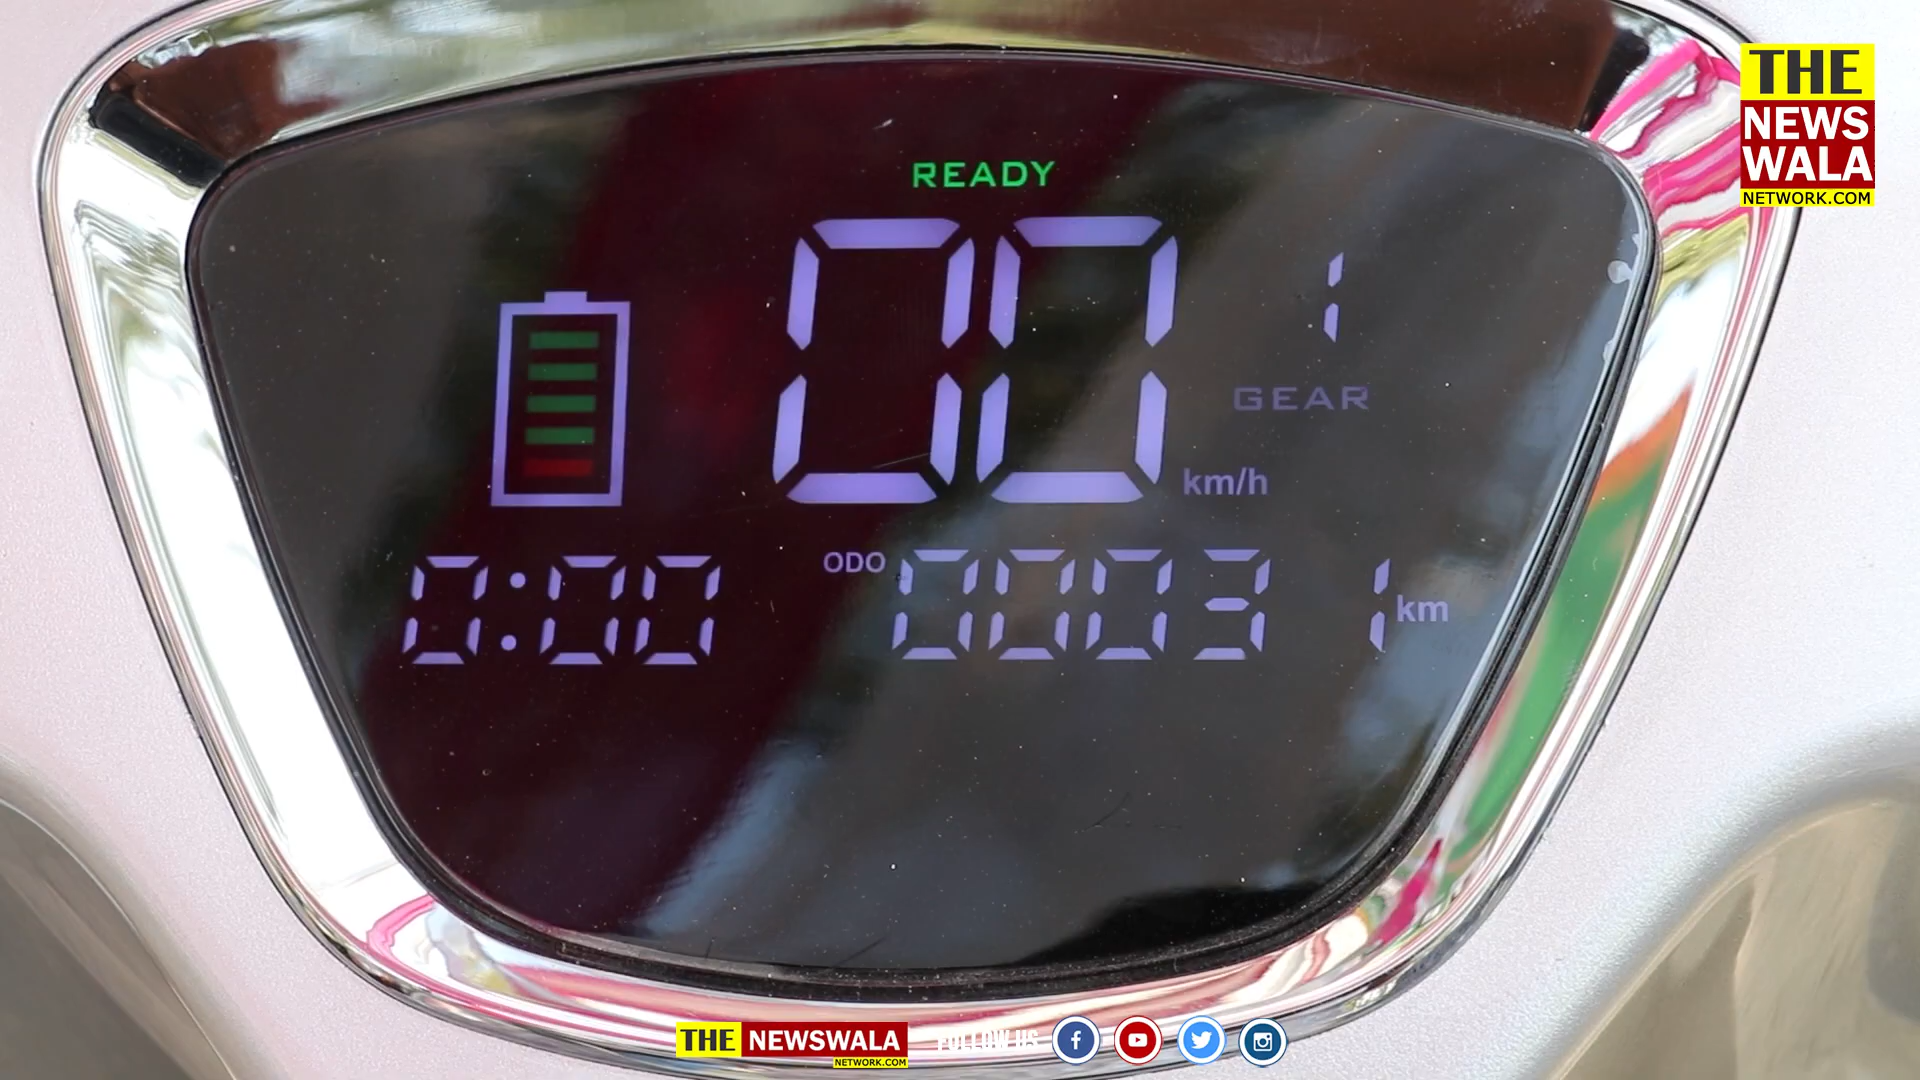 THE
NEWS
WALA
NETWORK.COM
READY
00 km/h
1
GEAR
0:00
ODO 00031 km
THE NEWSWALA
NETWORK.COM
FOLLOW US